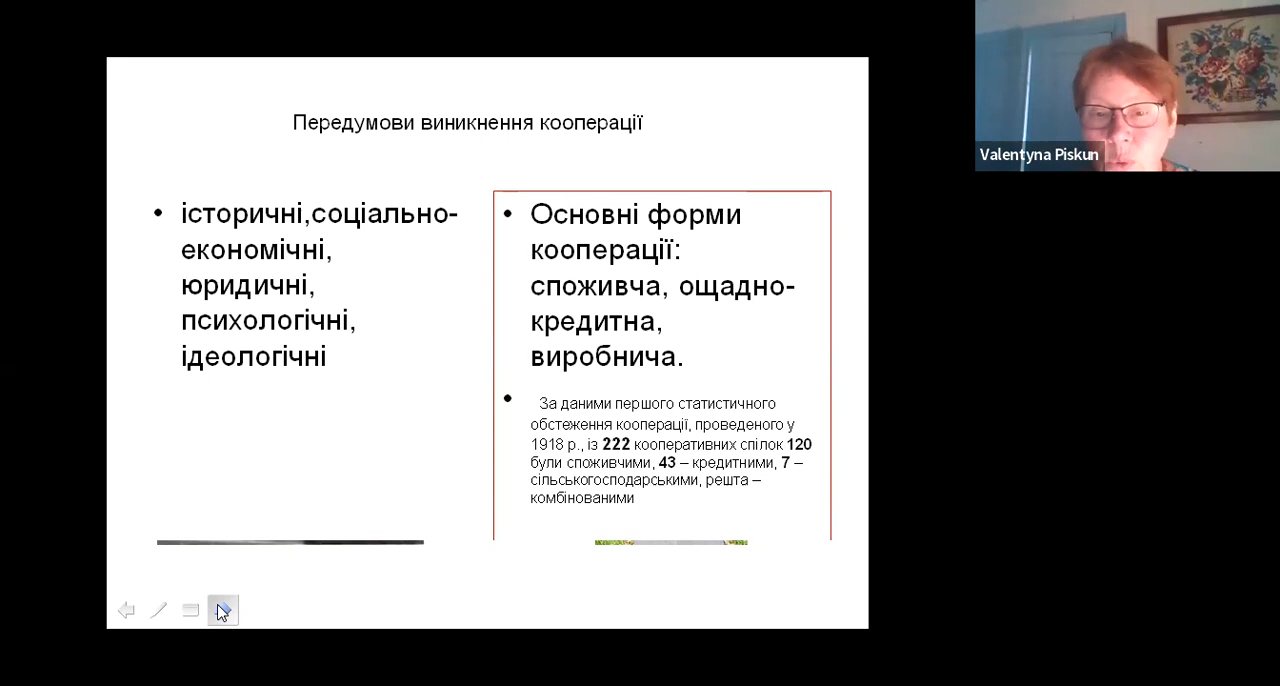 Передумови виникнення кооперації
історичні,соціально-
економічні,
юридичні,
психологічні,
ідеологічні
Основні форми
кооперації:
споживча, ощадно-
кредитна,
виробнича.
За даними першого статистичного
обстеження кооперації, проведеного у
1918 р., із 222 кооперативних спілок 120
були споживчими, 43 – кредитними, 7 –
сільськогосподарськими, решта –
комбінованими
Valentyna Piskun